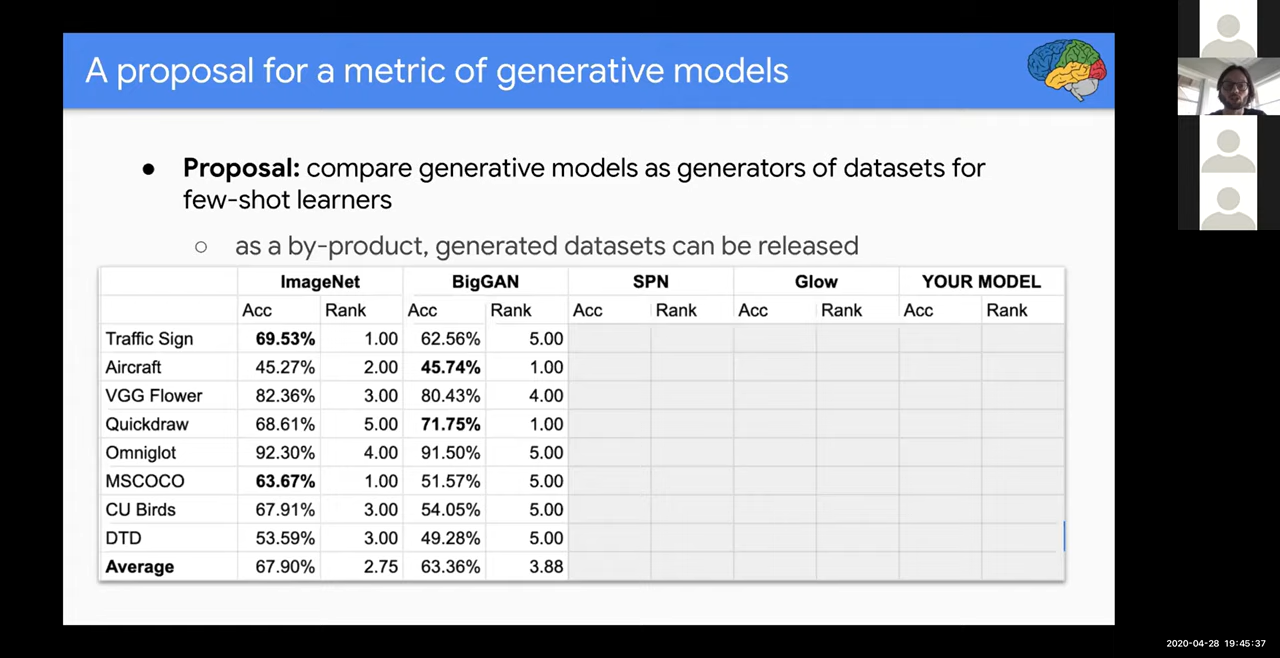 A proposal for a metric of generative models
● Proposal: compare generative models as generators of datasets for
few-shot learners
○ as a by-product, generated datasets can be released
ImageNet BigGAN SPN Glow YOUR MODEL
Acc Rank Acc Rank Acc Rank Acc Rank Acc Rank
Traffic Sign 69.53% 1.00 62.56% 5.00
Aircraft 45.27% 2.00 45.74% 1.00
VGG Flower 82.36% 3.00 80.43% 4.00
Quickdraw 68.61% 5.00 71.75% 1.00
Omniglot 92.30% 4.00 91.50% 5.00
MSCOCO 63.67% 1.00 51.57% 5.00
CU Birds 67.91% 3.00 54.05% 5.00
DTD 53.59% 3.00 49.28% 5.00
Average 67.90% 2.75 63.36% 3.88
2020-04-28 19:45:37